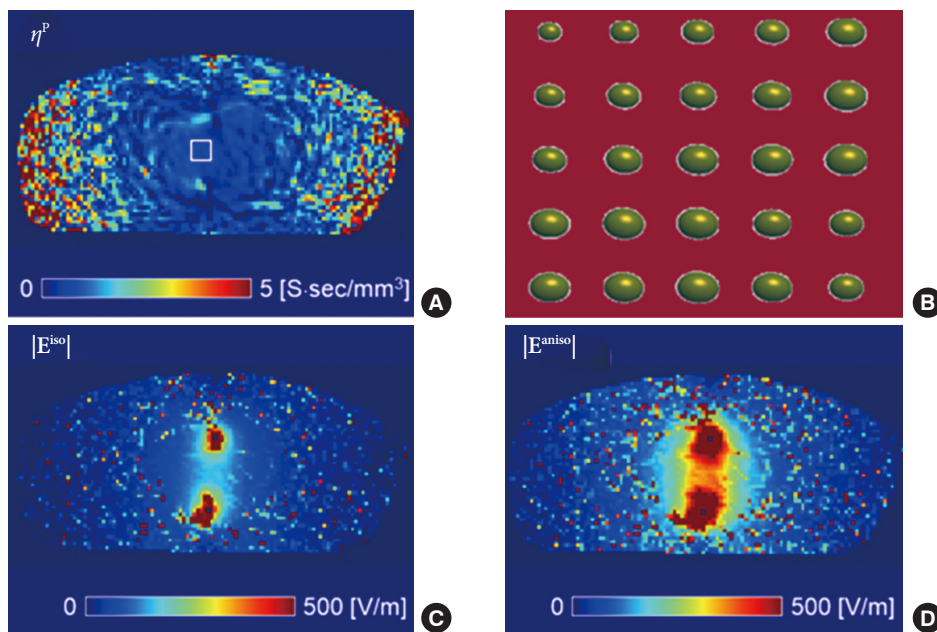 η^P
0 5 [S·sec/mm³]
A
B
|E^iso|
0 500 [V/m]
C
|E^aniso|
0 500 [V/m]
D